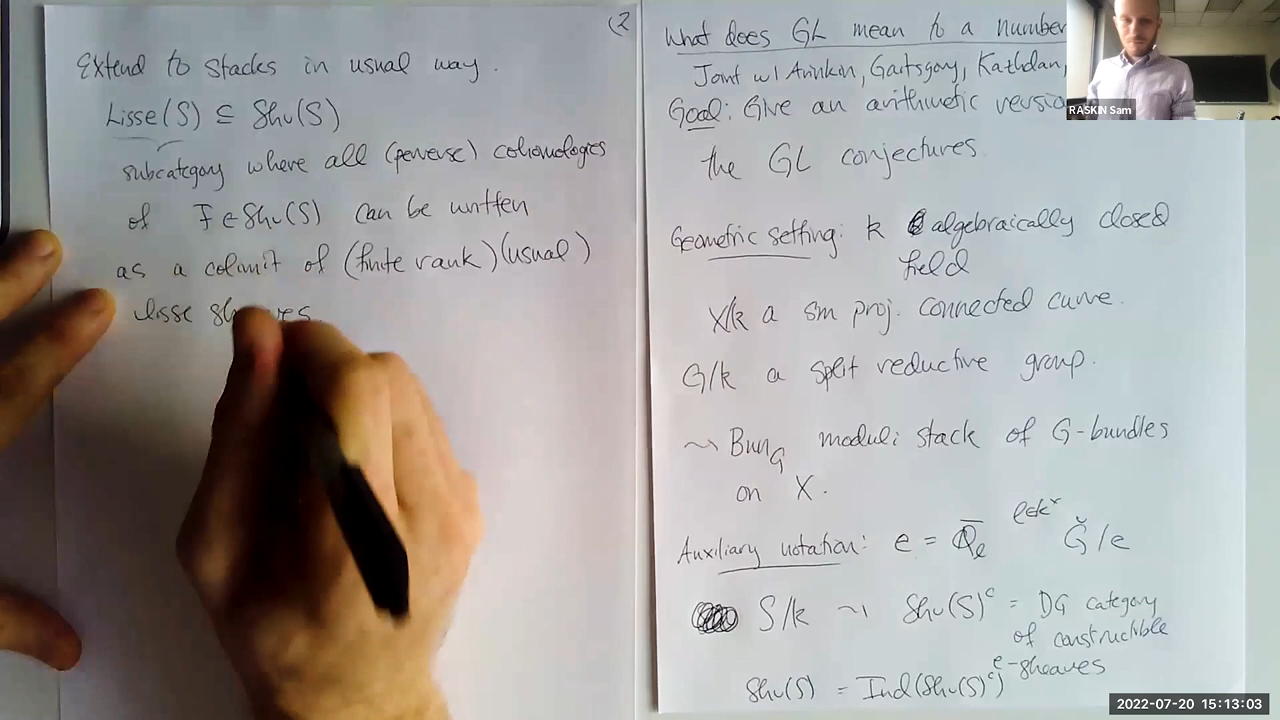 (2
Extend to stacks in usual way.
Lisse(S) ⊆ Shv(S)
subcategory where all (perverse) cohomologies
of F ∈ Shv(S) can be written
as a colimit of (finite rank)(usual)
lisse
What does GL mean to a number
Joint w/ Arinkin, Gaitsgory, Kazhdan,
Goal: Give an arithmetic versio
the GL conjectures
Geometric setting: k algebraically closed
field
X/k a sm proj. connected curve.
G/k a split reductive group.
⇝ Bun_G moduli stack of G-bundles
on X.
Auxiliary notation: e = Q̄_ℓ ℓ∈k^× Ǧ/e
S/k ⇝ Shv(S)^c = DG category
of constructible
e-sheaves
Shv(S) = Ind(Shv(S)^c)
RASKIN Sam
2022-07-20 15:13:03